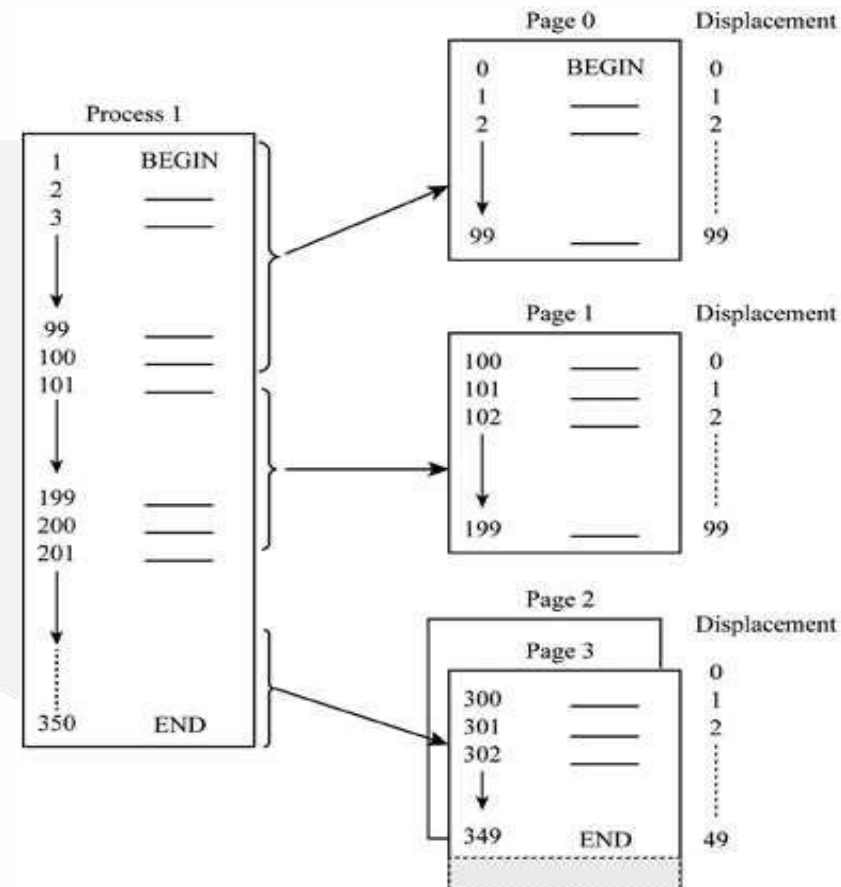 Process 1
1 BEGIN
2
3
99
100
101
199
200
201
350 END
Page 0 Displacement
0 BEGIN 0
1 1
2 2
99 99
Page 1 Displacement
100 0
101 1
102 2
199 99
Page 2
Displacement
Page 3
0
300 1
301 2
302
349 END 49